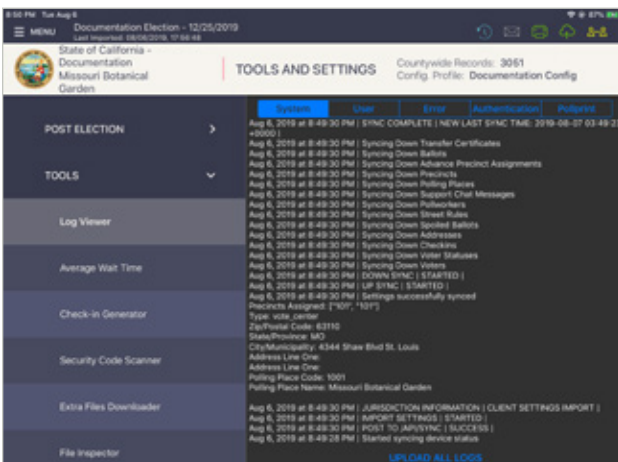 8:50 PM Tue Aug 6
87%
MENU
Documentation Election - 12/25/2019
Last Imported: 08/06/2019, 17:56:48
State of California -
Documentation
Missouri Botanical
Garden
TOOLS AND SETTINGS
Countywide Records: 3051
Config. Profile: Documentation Config
POST ELECTION
TOOLS
Log Viewer
Average Wait Time
Check-in Generator
Security Code Scanner
Extra Files Downloader
File Inspector
System User Error Authentication Pollprint
Aug 6, 2019 at 8:49:30 PM | SYNC COMPLETE | NEW LAST SYNC TIME: 2019-08-07 03:49:2
+0000 |
Aug 6, 2019 at 8:49:30 PM | Syncing Down Transfer Certificates
Aug 6, 2019 at 8:49:30 PM | Syncing Down Ballots
Aug 6, 2019 at 8:49:30 PM | Syncing Down Advance Precinct Assignments
Aug 6, 2019 at 8:49:30 PM | Syncing Down Precincts
Aug 6, 2019 at 8:49:30 PM | Syncing Down Polling Places
Aug 6, 2019 at 8:49:30 PM | Syncing Down Support Chat Messages
Aug 6, 2019 at 8:49:30 PM | Syncing Down Pollworkers
Aug 6, 2019 at 8:49:30 PM | Syncing Down Street Rules
Aug 6, 2019 at 8:49:30 PM | Syncing Down Spoiled Ballots
Aug 6, 2019 at 8:49:30 PM | Syncing Down Addresses
Aug 6, 2019 at 8:49:30 PM | Syncing Down Checkins
Aug 6, 2019 at 8:49:30 PM | Syncing Down Voter Statuses
Aug 6, 2019 at 8:49:30 PM | Syncing Down Voters
Aug 6, 2019 at 8:49:30 PM | DOWN SYNC | STARTED |
Aug 6, 2019 at 8:49:30 PM | UP SYNC | STARTED |
Aug 6, 2019 at 8:49:30 PM | Settings successfully synced
Precincts Assigned: ["101", "101"]
Type: vote_center
Zip/Postal Code: 63110
State/Province: MO
City/Municipality: 4344 Shaw Blvd St. Louis
Address Line One:
Address Line One:
Polling Place Code: 1001
Polling Place Name: Missouri Botanical Garden
Aug 6, 2019 at 8:49:30 PM | JURISDICTION INFORMATION | CLIENT SETTINGS IMPORT |
Aug 6, 2019 at 8:49:30 PM | IMPORT SETTINGS | STARTED |
Aug 6, 2019 at 8:49:30 PM | POST TO /API/SYNC | SUCCESS |
Aug 6, 2019 at 8:49:28 PM | Started syncing device status
UPLOAD ALL LOGS